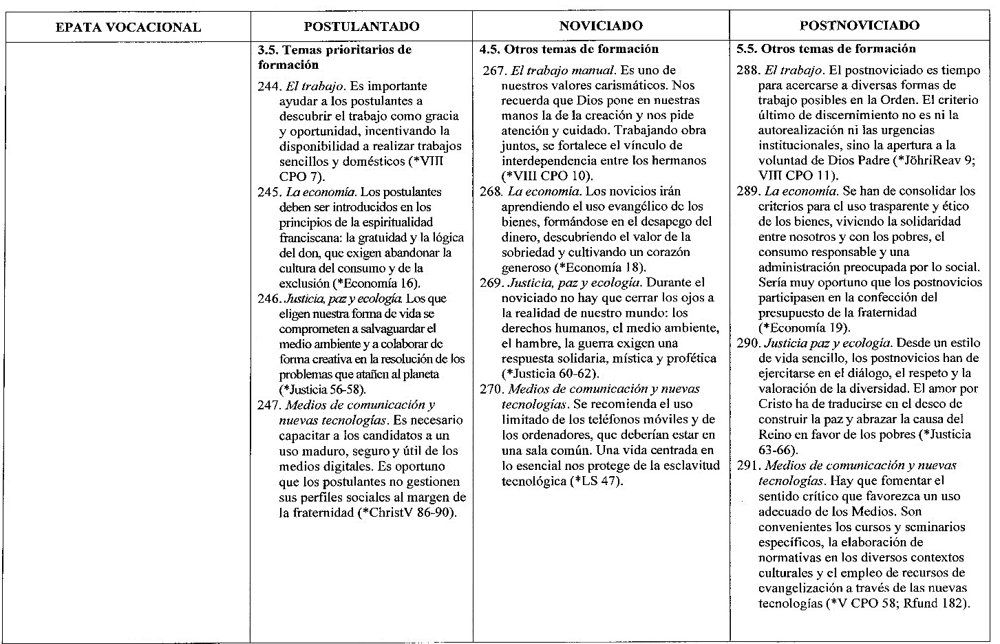 EPATA VOCACIONAL
POSTULANTADO
NOVICIADO
POSTNOVICIADO
3.5. Temas prioritarios de
formación
244. El trabajo. Es importante
ayudar a los postulantes a
descubrir el trabajo como gracia
y oportunidad, incentivando la
disponibilidad a realizar trabajos
sencillos y domésticos (*VIII
CPO 7).
245. La economía. Los postulantes
deben ser introducidos en los
principios de la espiritualidad
franciscana: la gratuidad y la lógica
del don, que exigen abandonar la
cultura del consumo y de la
exclusión (*Economía 16).
246. Justicia, paz y ecología. Los que
eligen nuestra forma de vida se
comprometen a salvaguardar el
medio ambiente y a colaborar de
forma creativa en la resolución de los
problemas que atañen al planeta
(*Justicia 56-58).
247. Medios de comunicación y
nuevas tecnologías. Es necesario
capacitar a los candidatos a un
uso maduro, seguro y útil de los
medios digitales. Es oportuno
que los postulantes no gestionen
sus perfiles sociales al margen de
la fraternidad (*ChristV 86-90).
4.5. Otros temas de formación
267. El trabajo manual. Es uno de
nuestros valores carismáticos. Nos
recuerda que Dios pone en nuestras
manos la de la creación y nos pide
atención y cuidado. Trabajando obra
juntos, se fortalece el vínculo de
interdependencia entre los hermanos
(*VIII CPO 10).
268. La economía. Los novicios irán
aprendiendo el uso evangélico de los
bienes, formándose en el desapego del
dinero, descubriendo el valor de la
sobriedad y cultivando un corazón
generoso (*Economía 18).
269. Justicia, paz y ecología. Durante el
noviciado no hay que cerrar los ojos a
la realidad de nuestro mundo: los
derechos humanos, el medio ambiente,
el hambre, la guerra exigen una
respuesta solidaria, mística y profética
(*Justicia 60-62).
270. Medios de comunicación y nuevas
tecnologías. Se recomienda el uso
limitado de los teléfonos móviles y de
los ordenadores, que deberían estar en
una sala común. Una vida centrada en
lo esencial nos protege de la esclavitud
tecnológica (*LS 47).
5.5. Otros temas de formación
288. El trabajo. El postnoviciado es tiempo
para acercarse a diversas formas de
trabajo posibles en la Orden. El criterio
último de discernimiento no es ni la
autorealización ni las urgencias
institucionales, sino la apertura a la
voluntad de Dios Padre (*JöhriReav 9;
VIII CPO 11).
289. La economía. Se han de consolidar los
criterios para el uso trasparente y ético
de los bienes, viviendo la solidaridad
entre nosotros y con los pobres, el
consumo responsable y una
administración preocupada por lo social.
Sería muy oportuno que los postnovicios
participasen en la confección del
presupuesto de la fraternidad
(*Economía 19).
290. Justicia paz y ecología. Desde un estilo
de vida sencillo, los postnovicios han de
ejercitarse en el diálogo, el respeto y la
valoración de la diversidad. El amor por
Cristo ha de traducirse en el deseo de
construir la paz y abrazar la causa del
Reino en favor de los pobres (*Justicia
63-66).
291. Medios de comunicación y nuevas
tecnologías. Hay que fomentar el
sentido crítico que favorezca un uso
adecuado de los Medios. Son
convenientes los cursos y seminarios
específicos, la elaboración de
normativas en los diversos contextos
culturales y el empleo de recursos de
evangelización a través de las nuevas
tecnologías (*V CPO 58; Rfund 182).